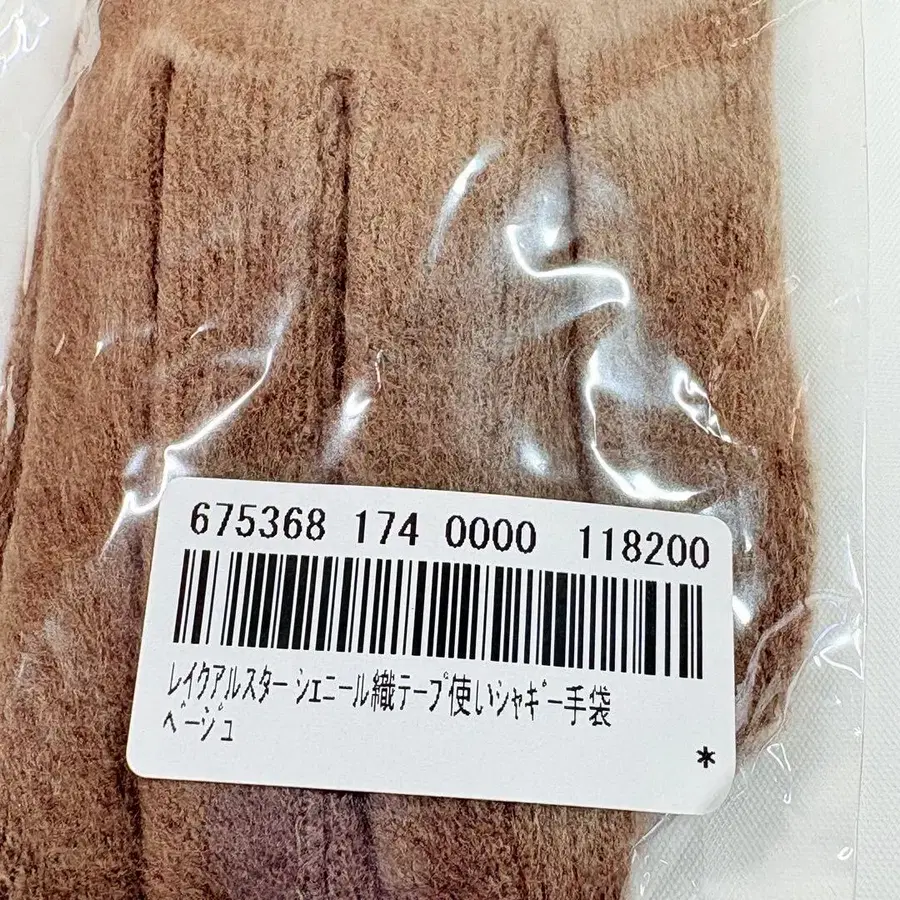 675368 174 0000 118200
レイクアルスター シェニール織テープ使いシャギー手袋
ベージュ
*